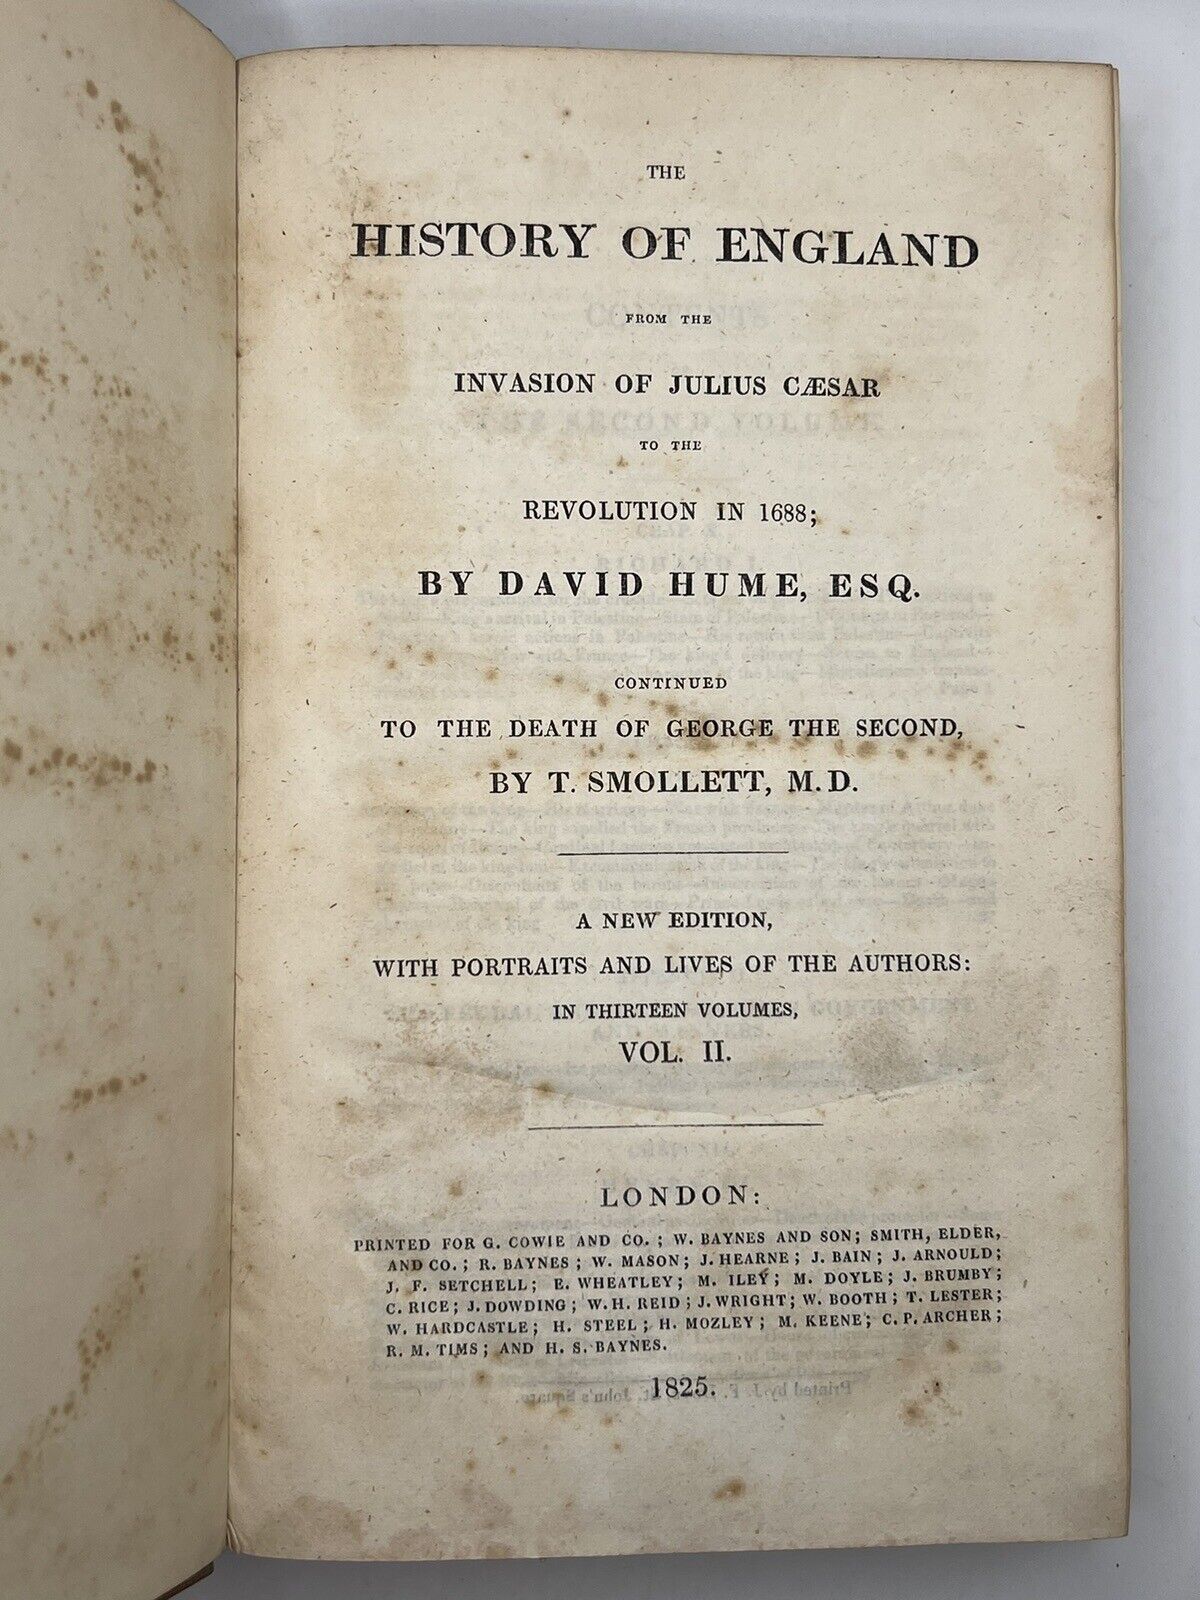 THE
HISTORY OF ENGLAND
FROM THE
INVASION OF JULIUS CÆSAR
TO THE
REVOLUTION IN 1688;
BY DAVID HUME, ESQ.
CONTINUED
TO THE DEATH OF GEORGE THE SECOND,
BY T. SMOLLETT, M.D.
A NEW EDITION,
WITH PORTRAITS AND LIVES OF THE AUTHORS:
IN THIRTEEN VOLUMES,
VOL. II.
LONDON:
PRINTED FOR G. COWIE AND CO.; W. BAYNES AND SON; SMITH, ELDER,
AND CO.; R. BAYNES; W. MASON; J. HEARNE; J. BAIN; J. ARNOULD;
J. F. SETCHELL; E. WHEATLEY; M. ILEY; M. DOYLE; J. BRUMBY;
C. RICE; J. DOWDING; W. H. REID; J. WRIGHT; W. BOOTH; T. LESTER;
W. HARDCASTLE; H. STEEL; H. MOZLEY; M. KEENE; C. P. ARCHER;
R. M. TIMS; AND H. S. BAYNES.
1825.